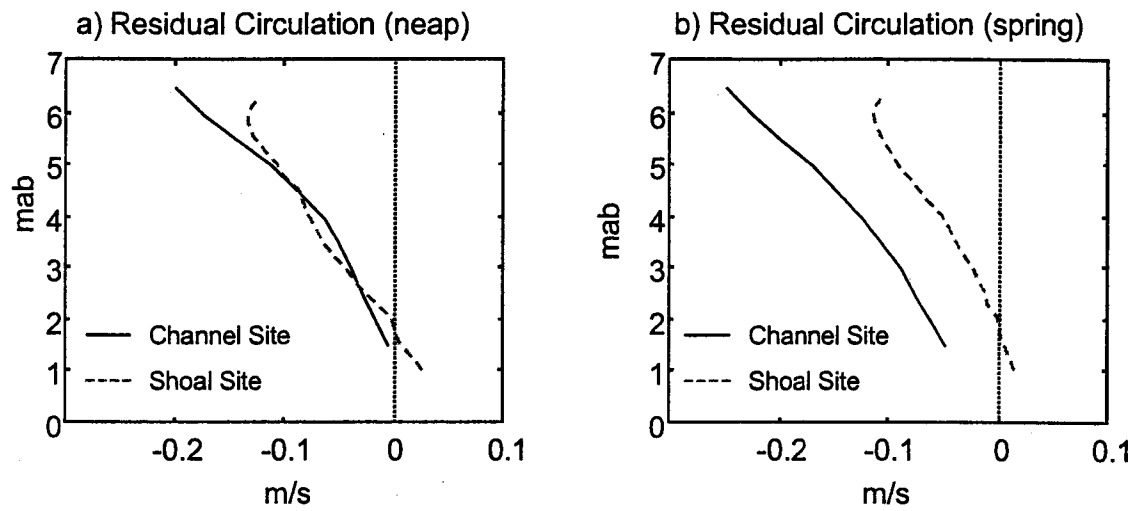 a) Residual Circulation (neap)
7
6
5
4
3
2
1
0
mab
Channel Site
Shoal Site
-0.2
-0.1
0
0.1
m/s
b) Residual Circulation (spring)
7
6
5
4
3
2
1
0
mab
Channel Site
Shoal Site
-0.2
-0.1
0
0.1
m/s